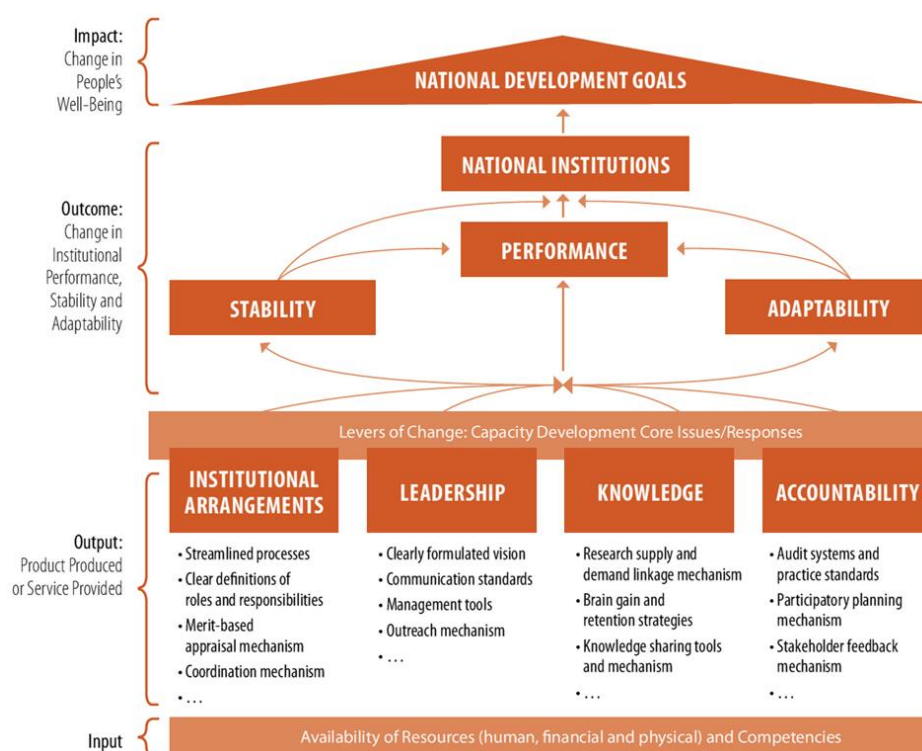 Impact:
Change in
People's
Well-Being
NATIONAL DEVELOPMENT GOALS
NATIONAL INSTITUTIONS
Outcome:
Change in
Institutional
Performance,
Stability and
Adaptability
PERFORMANCE
STABILITY
ADAPTABILITY
Levers of Change: Capacity Development Core Issues/Responses
Output:
Product Produced
or Service Provided
INSTITUTIONAL
ARRANGEMENTS
• Streamlined processes
• Clear definitions of
roles and responsibilities
• Merit-based
appraisal mechanism
• Coordination mechanism
• ...
LEADERSHIP
• Clearly formulated vision
• Communication standards
• Management tools
• Outreach mechanism
• ...
KNOWLEDGE
• Research supply and
demand linkage mechanism
• Brain gain and
retention strategies
• Knowledge sharing tools
and mechanism
• ...
ACCOUNTABILITY
• Audit systems and
practice standards
• Participatory planning
mechanism
• Stakeholder feedback
mechanism
• ...
Input
Availability of Resources (human, financial and physical) and Competencies